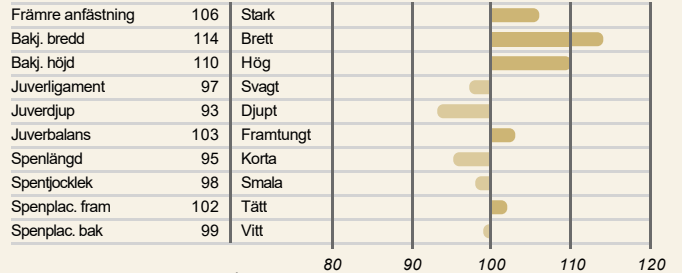 Främre anfästning 106 Stark
Bakj. bredd 114 Brett
Bakj. höjd 110 Hög
Juverligament 97 Svagt
Juverdjup 93 Djupt
Juverbalans 103 Framtungt
Spenlängd 95 Korta
Spentjocklek 98 Smala
Spenplac. fram 102 Tätt
Spenplac. bak 99 Vitt
80 90 100 110 120